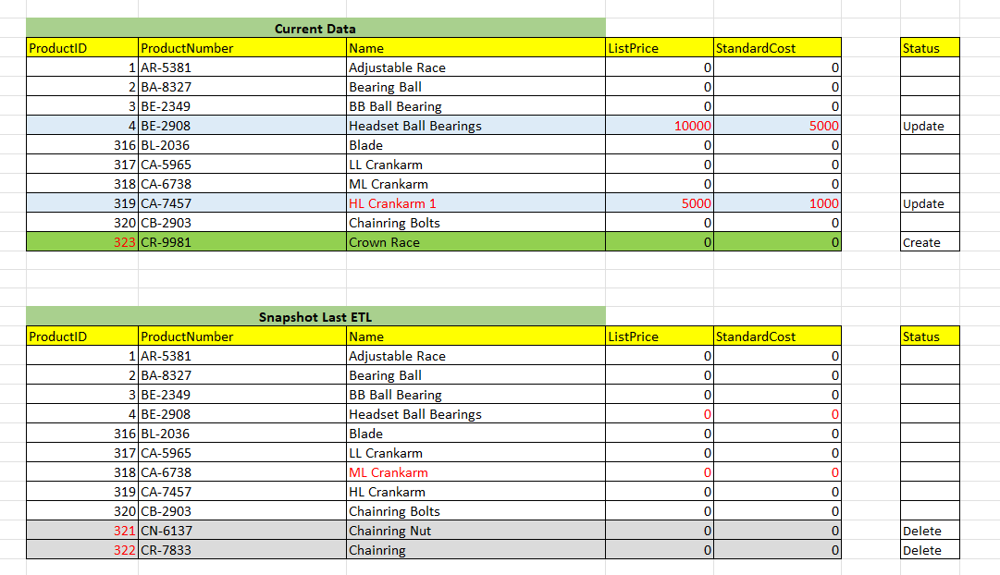 Current Data
ProductID ProductNumber Name ListPrice StandardCost Status
1 AR-5381 Adjustable Race 0 0
2 BA-8327 Bearing Ball 0 0
3 BE-2349 BB Ball Bearing 0 0
4 BE-2908 Headset Ball Bearings 10000 5000 Update
316 BL-2036 Blade 0 0
317 CA-5965 LL Crankarm 0 0
318 CA-6738 ML Crankarm 0 0
319 CA-7457 HL Crankarm 1 5000 1000 Update
320 CB-2903 Chainring Bolts 0 0
323 CR-9981 Crown Race 0 0 Create
Snapshot Last ETL
ProductID ProductNumber Name ListPrice StandardCost Status
1 AR-5381 Adjustable Race 0 0
2 BA-8327 Bearing Ball 0 0
3 BE-2349 BB Ball Bearing 0 0
4 BE-2908 Headset Ball Bearings 0 0
316 BL-2036 Blade 0 0
317 CA-5965 LL Crankarm 0 0
318 CA-6738 ML Crankarm 0 0
319 CA-7457 HL Crankarm 0 0
320 CB-2903 Chainring Bolts 0 0
321 CN-6137 Chainring Nut 0 0 Delete
322 CR-7833 Chainring 0 0 Delete